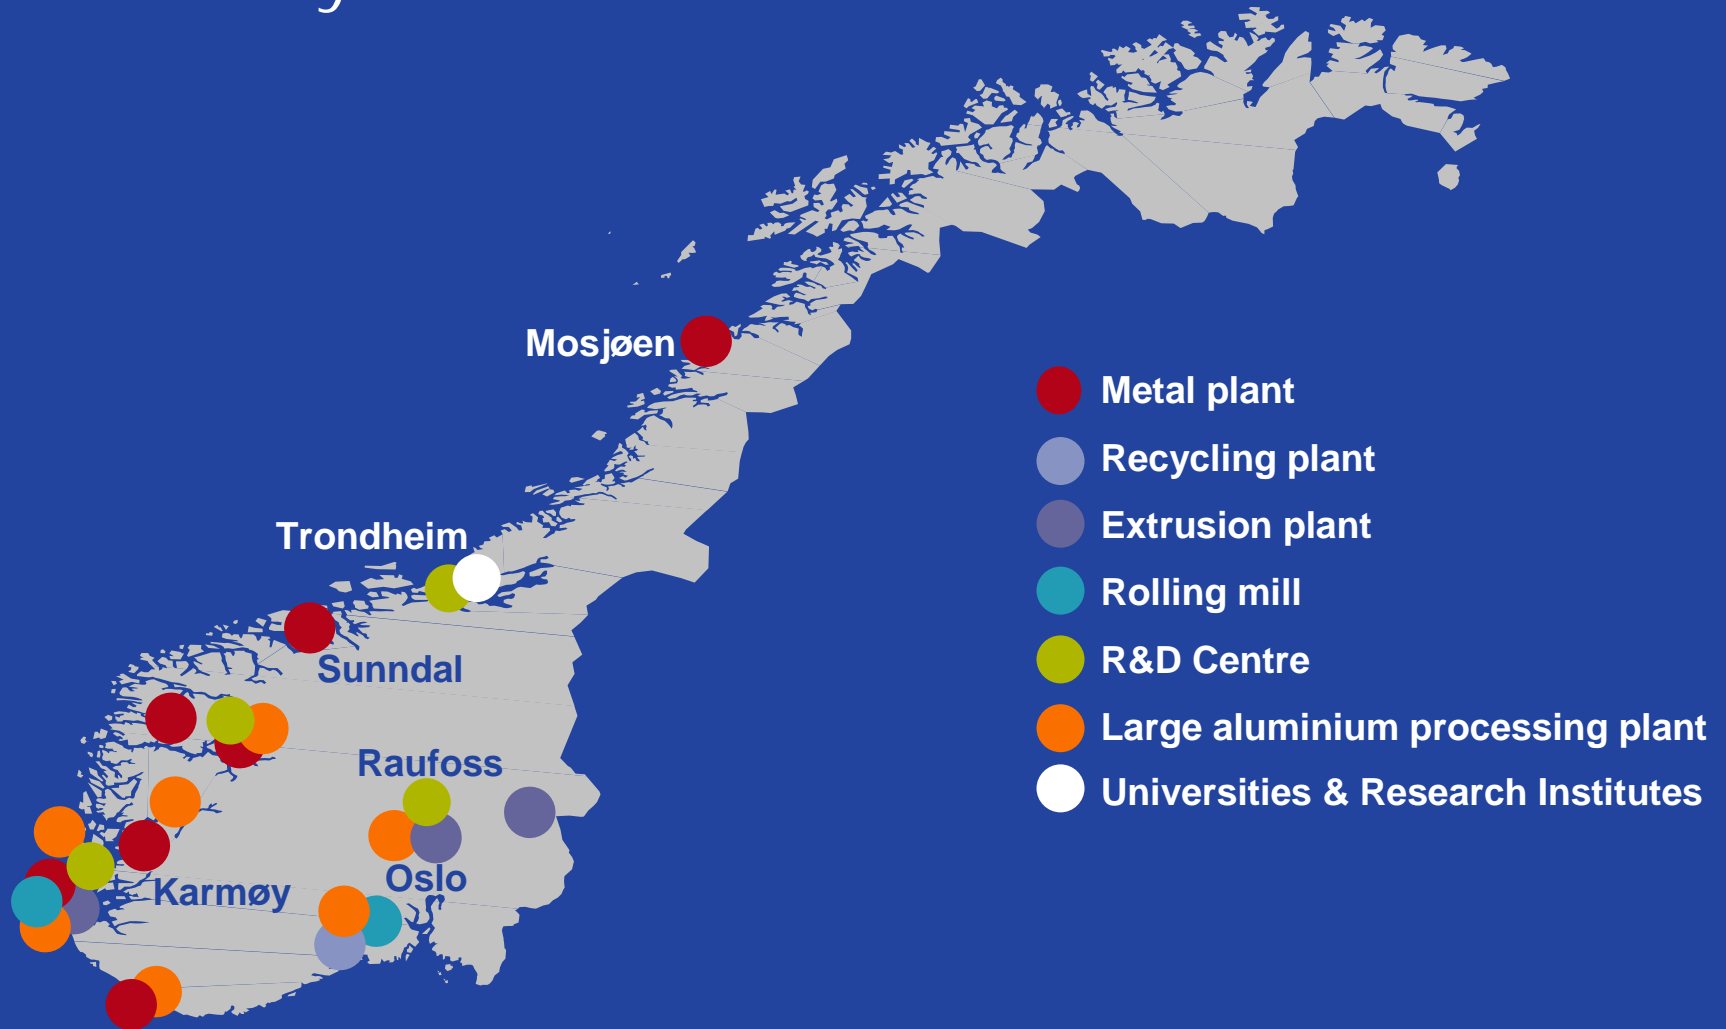 Mosjøen
Metal plant
Recycling plant
Extrusion plant
Trondheim
Rolling mill
Sunndal
R&D Centre
Large aluminium processing plant
Raufoss
Universities & Research Institutes
Oslo
Karmøy